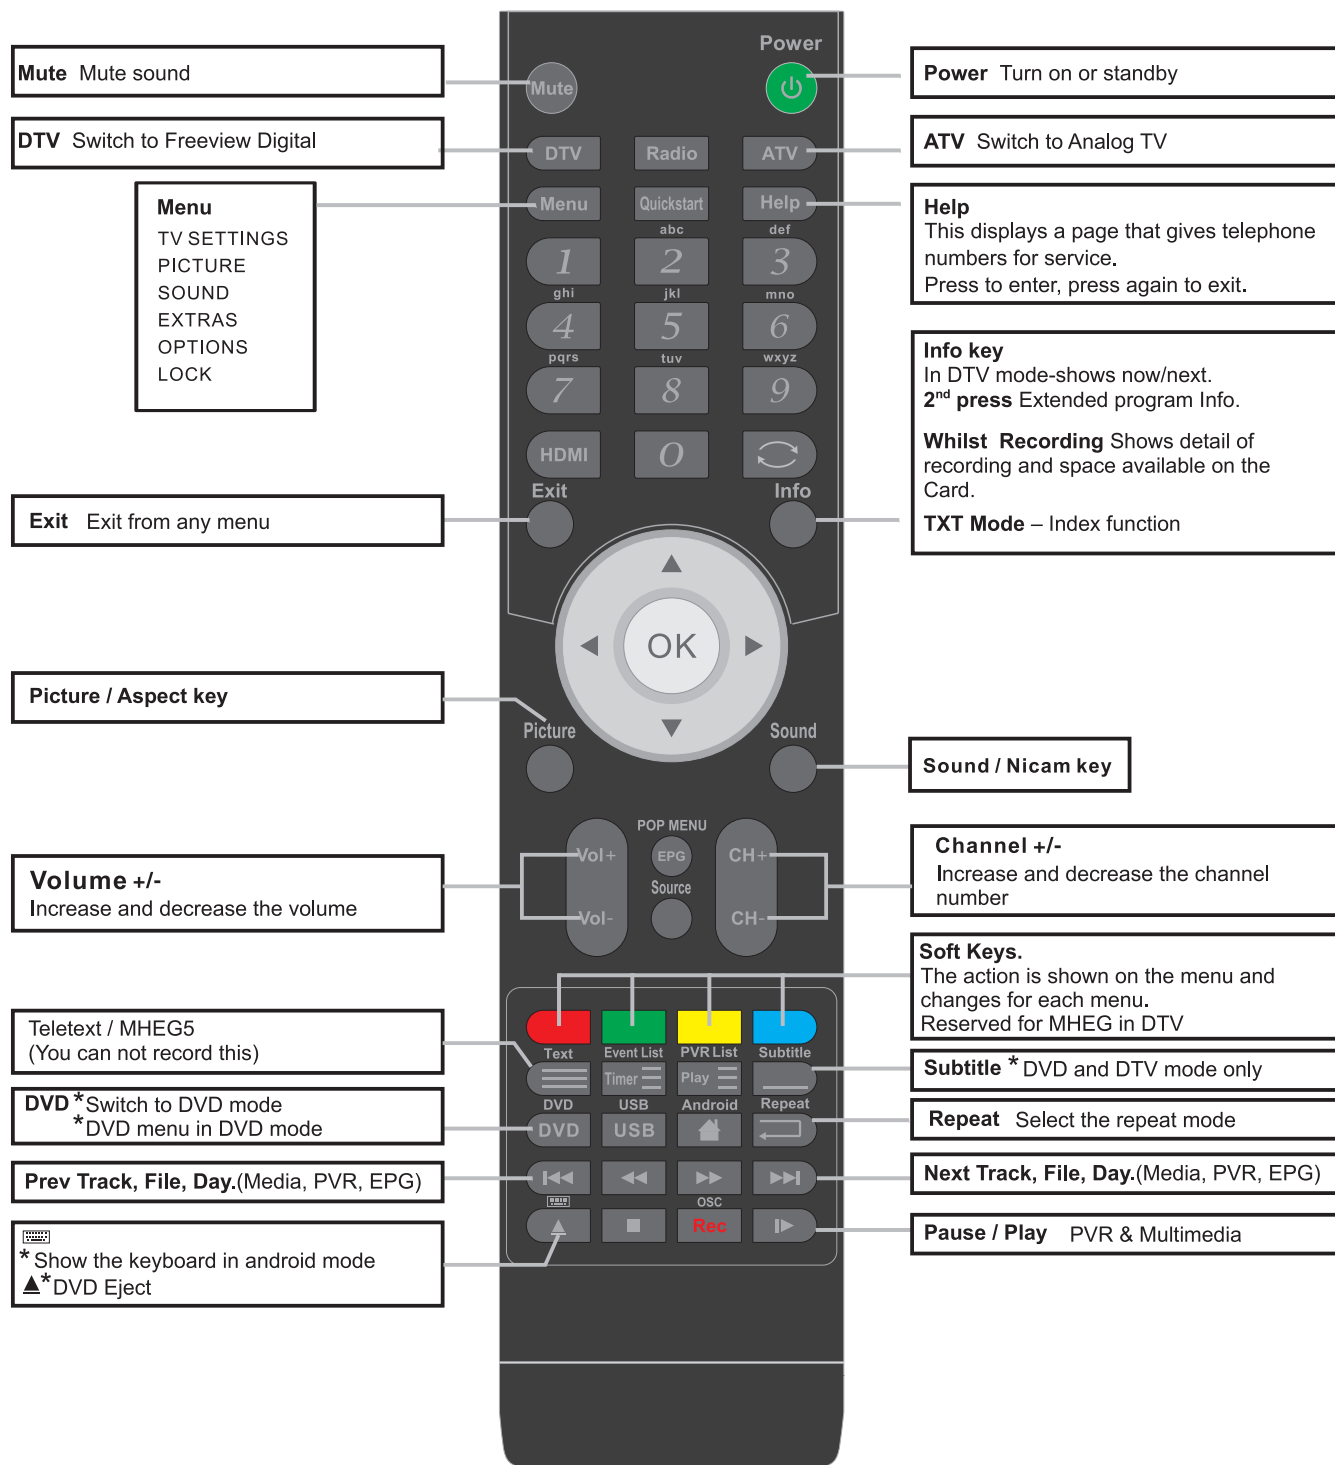 Power
Mute Mute sound
Mute
Power Turn on or standby
DTV Switch to Freeview Digital
DTV
Radio
ATV
ATV Switch to Analog TV
Menu
TV SETTINGS
PICTURE
SOUND
EXTRAS
OPTIONS
LOCK
Menu
Quickstart
Help
Help
This displays a page that gives telephone
numbers for service.
Press to enter, press again to exit.
abc
def
1
2
3
ghi
jkl
mno
4
5
6
pqrs
tuv
wxyz
7
8
9
HDMI
0
Info key
In DTV mode-shows now/next.
2nd press Extended program Info.
Whilst Recording Shows detail of
recording and space available on the
Card.
TXT Mode – Index function
Exit
Info
Exit Exit from any menu
OK
Picture / Aspect key
Picture
Sound
Sound / Nicam key
POP MENU
Vol+
EPG
CH+
Source
Vol-
CH-
Volume +/-
Increase and decrease the volume
Channel +/-
Increase and decrease the channel
number
Soft Keys.
The action is shown on the menu and
changes for each menu.
Reserved for MHEG in DTV
Teletext / MHEG5
(You can not record this)
Text
Event List
PVR List
Subtitle
Timer
Play
Subtitle * DVD and DTV mode only
DVD *Switch to DVD mode
*DVD menu in DVD mode
DVD
USB
Android
Repeat
DVD
USB
Repeat Select the repeat mode
Prev Track, File, Day.(Media, PVR, EPG)
Next Track, File, Day.(Media, PVR, EPG)
OSC
Rec
*Show the keyboard in android mode
*DVD Eject
Pause / Play PVR & Multimedia